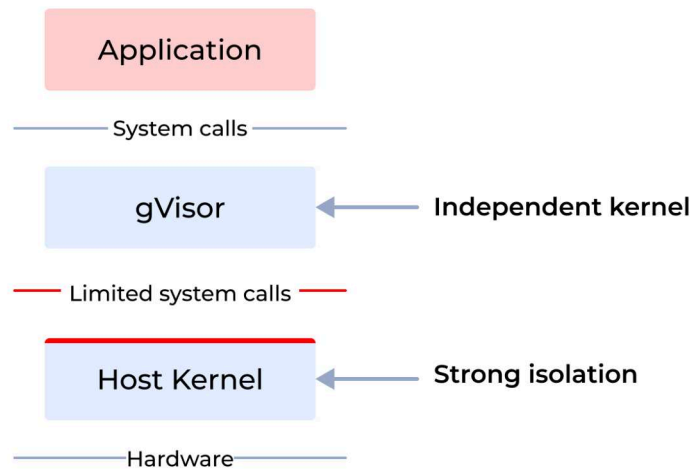 Application
System calls
gVisor
Independent kernel
Limited system calls
Host Kernel
Strong isolation
Hardware